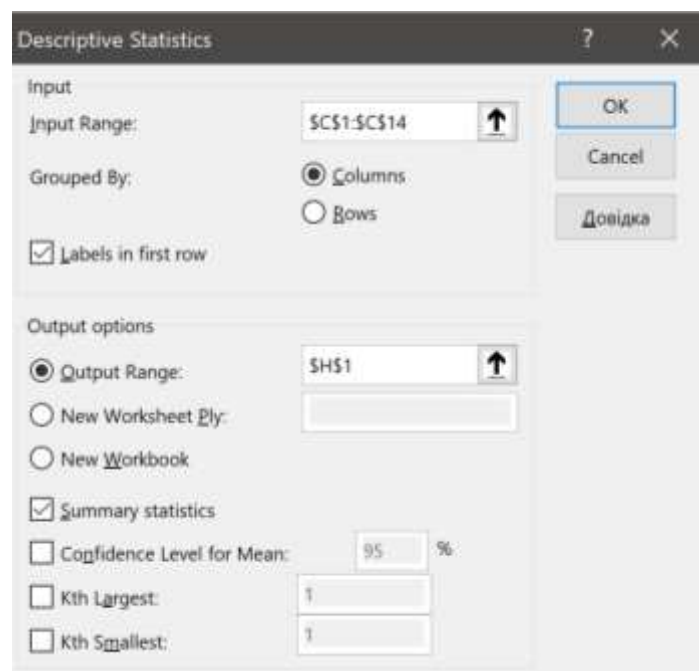 Descriptive Statistics ? ×
Input
Input Range: $C$1:$C$14
Grouped By: Columns
Rows
Labels in first row
OK
Cancel
Довідка
Output options
Output Range: $H$1
New Worksheet Ply:
New Workbook
Summary statistics
Confidence Level for Mean: 95 %
Kth Largest: 1
Kth Smallest: 1